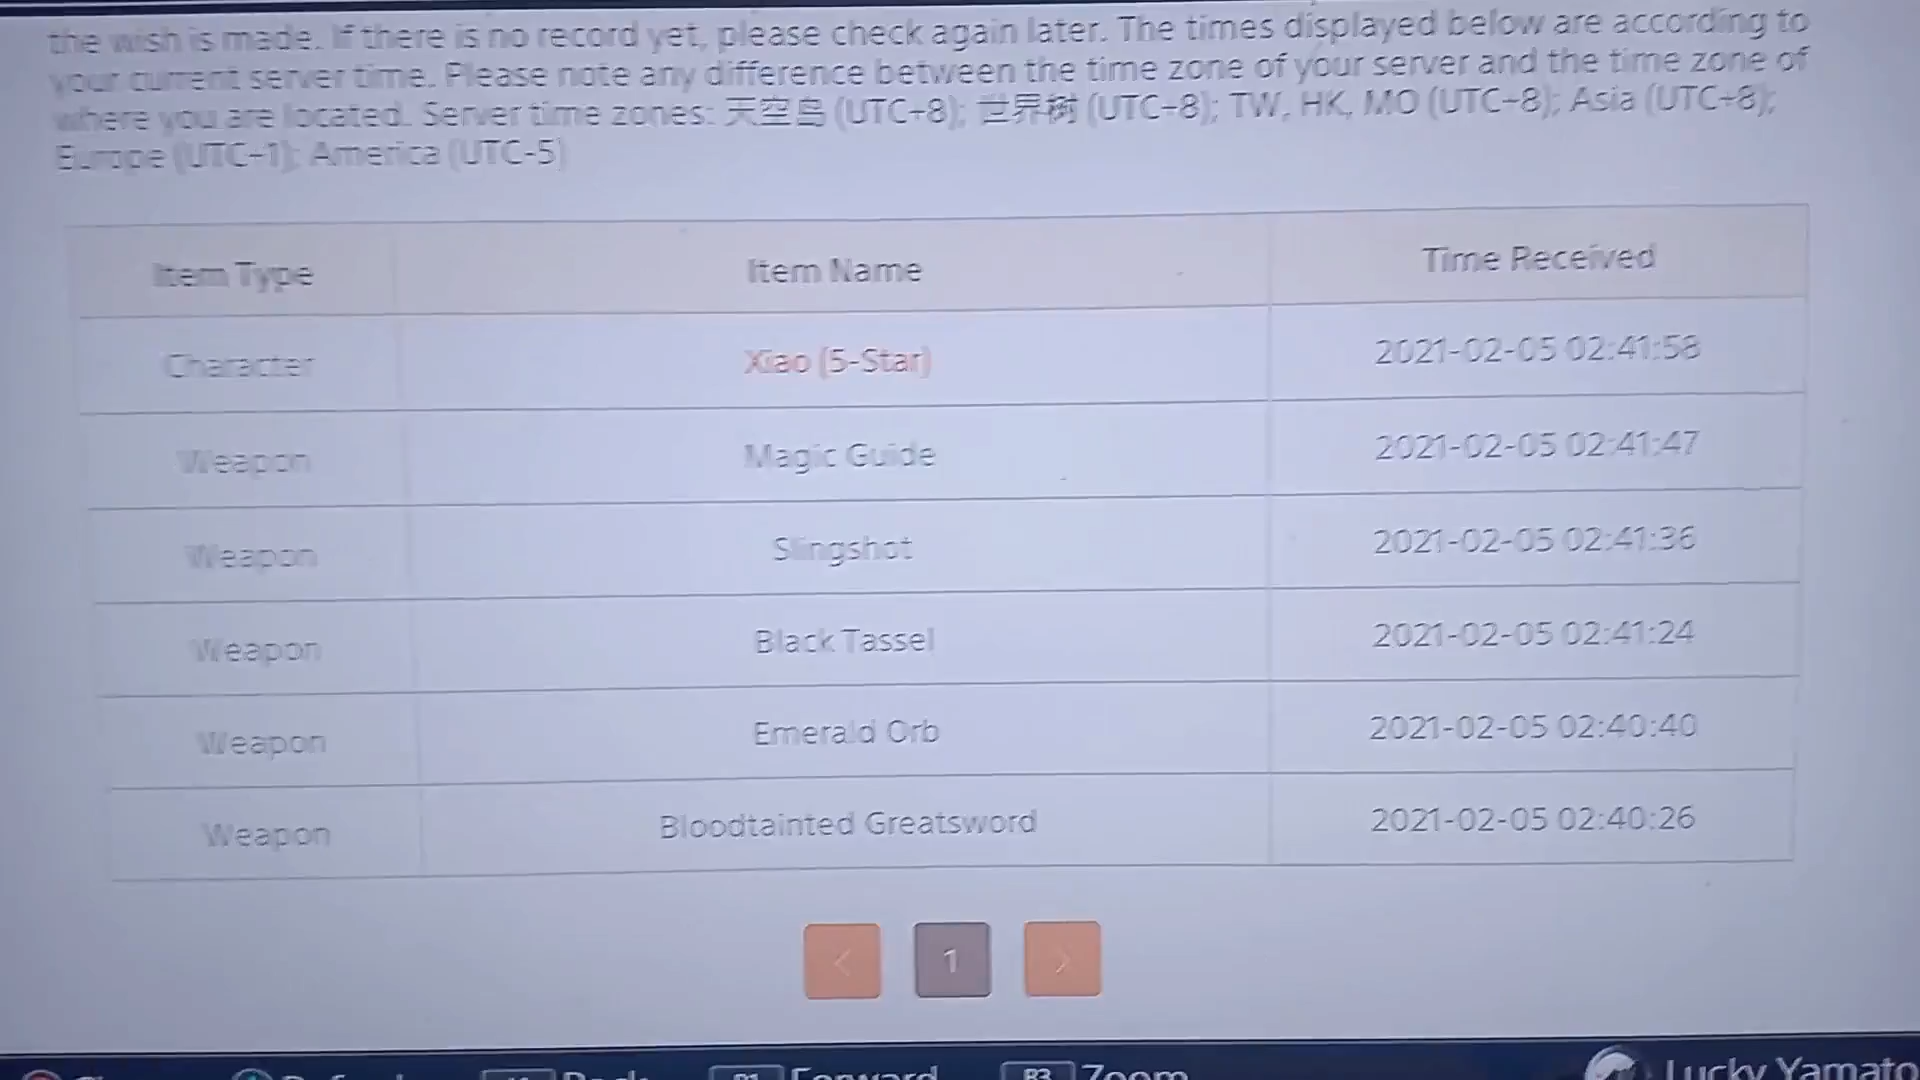 the wish is made. If there is no record yet, please check again later. The times displayed below are according to
your current server time. Please note any difference between the time zone of your server and the time zone of
where you are located. Server time zones: 天空岛 (UTC+8); 世界树 (UTC+8); TW, HK, MO (UTC+8); Asia (UTC+8);
Europe (UTC+1); America (UTC-5)
Item Type Item Name Time Received
Character Xiao (5-Star) 2021-02-05 02:41:58
Weapon Magic Guide 2021-02-05 02:41:47
Weapon Slingshot 2021-02-05 02:41:36
Weapon Black Tassel 2021-02-05 02:41:24
Weapon Emerald Orb 2021-02-05 02:40:40
Weapon Bloodtainted Greatsword 2021-02-05 02:40:26
< 1 >
Back Forward R3 Zoom Lucky Yamato